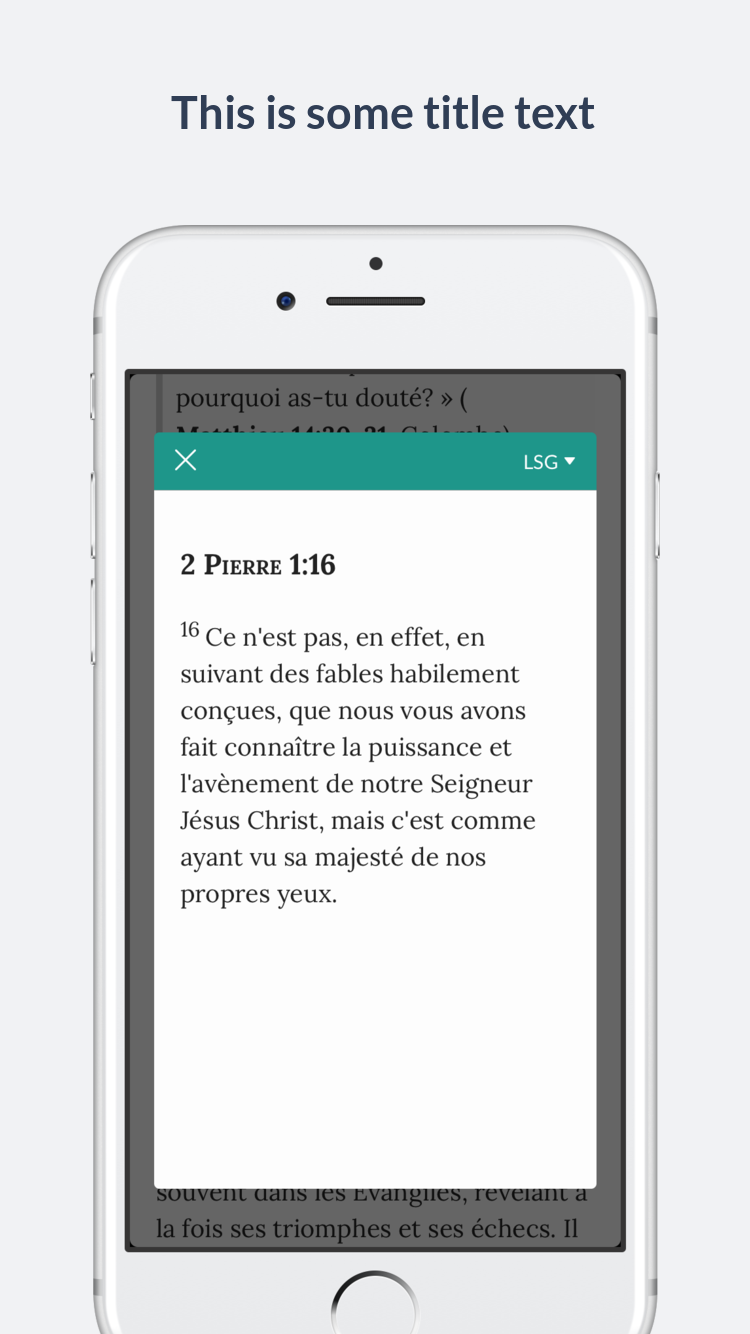 This is some title text
pourquoi as-tu douté? » (
LSG
2 Pierre 1:16
16 Ce n'est pas, en effet, en
suivant des fables habilement
conçues, que nous vous avons
fait connaître la puissance et
l'avènement de notre Seigneur
Jésus Christ, mais c'est comme
ayant vu sa majesté de nos
propres yeux.
souvent dans les Évangiles, révélant à
la fois ses triomphes et ses échecs. Il